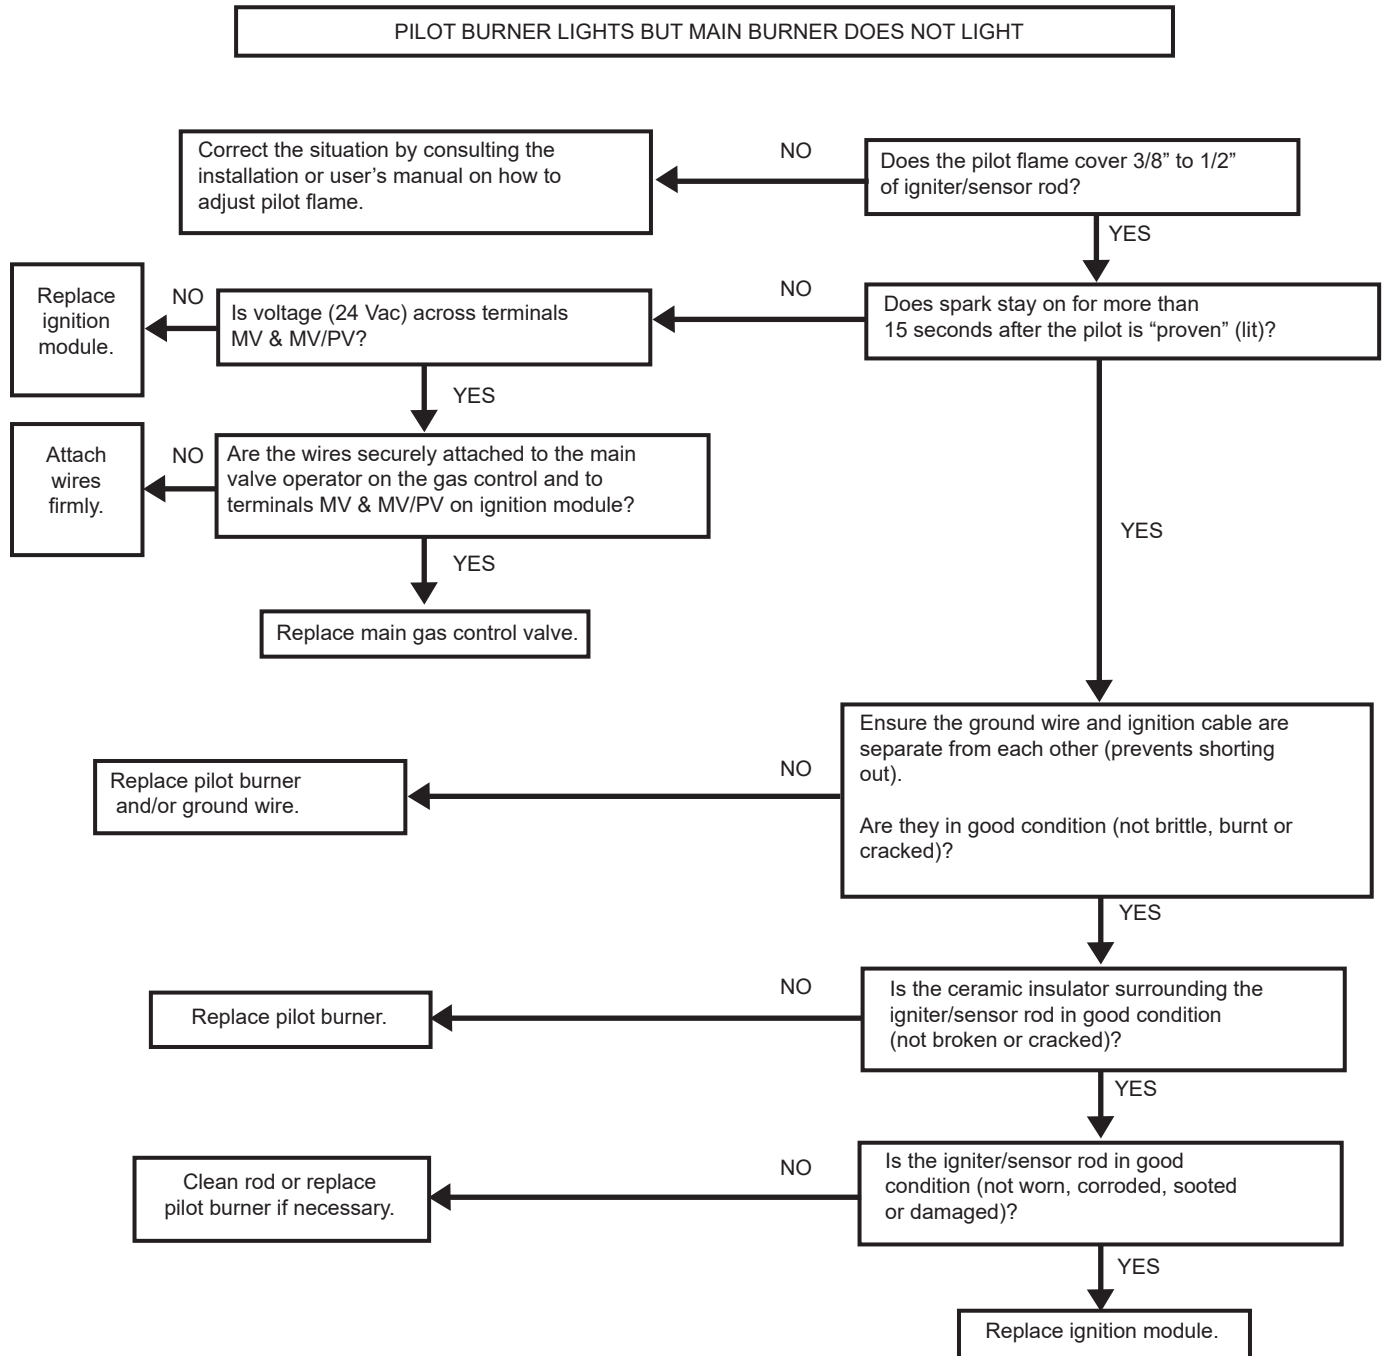 PILOT BURNER LIGHTS BUT MAIN BURNER DOES NOT LIGHT
Correct the situation by consulting the
installation or user’s manual on how to
adjust pilot flame.
NO
Does the pilot flame cover 3/8” to 1/2”
of igniter/sensor rod?
YES
Replace
ignition
module.
NO
Is voltage (24 Vac) across terminals
MV & MV/PV?
NO
Does spark stay on for more than
15 seconds after the pilot is “proven” (lit)?
YES
Attach
wires
firmly.
NO
Are the wires securely attached to the main
valve operator on the gas control and to
terminals MV & MV/PV on ignition module?
YES
YES
Replace main gas control valve.
Replace pilot burner
and/or ground wire.
NO
Ensure the ground wire and ignition cable are
separate from each other (prevents shorting
out).
Are they in good condition (not brittle, burnt or
cracked)?
YES
Replace pilot burner.
NO
Is the ceramic insulator surrounding the
igniter/sensor rod in good condition
(not broken or cracked)?
YES
Clean rod or replace
pilot burner if necessary.
NO
Is the igniter/sensor rod in good
condition (not worn, corroded, sooted
or damaged)?
YES
Replace ignition module.